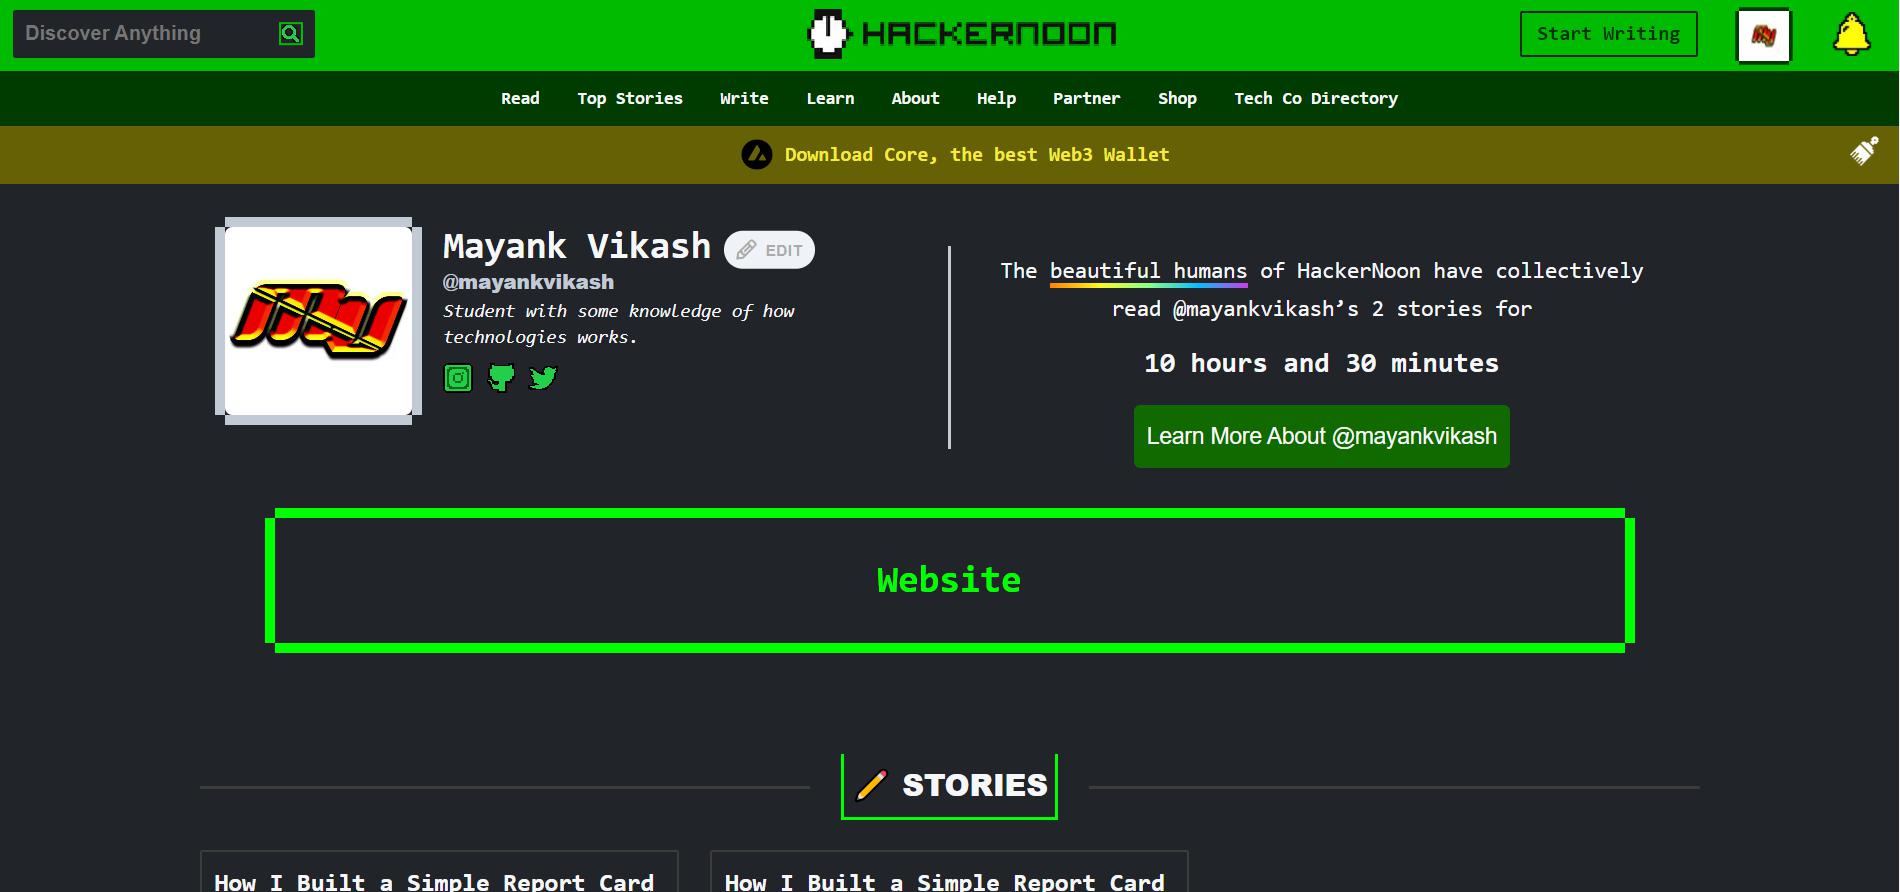 Discover Anything
HACKERNOON
Start Writing
Read Top Stories Write Learn About Help Partner Shop Tech Co Directory
Download Core, the best Web3 Wallet
Mayank Vikash
EDIT
@mayankvikash
Student with some knowledge of how
technologies works.
The beautiful humans of HackerNoon have collectively
read @mayankvikash’s 2 stories for
10 hours and 30 minutes
Learn More About @mayankvikash
Website
STORIES
How I Built a Simple Report Card
How I Built a Simple Report Card